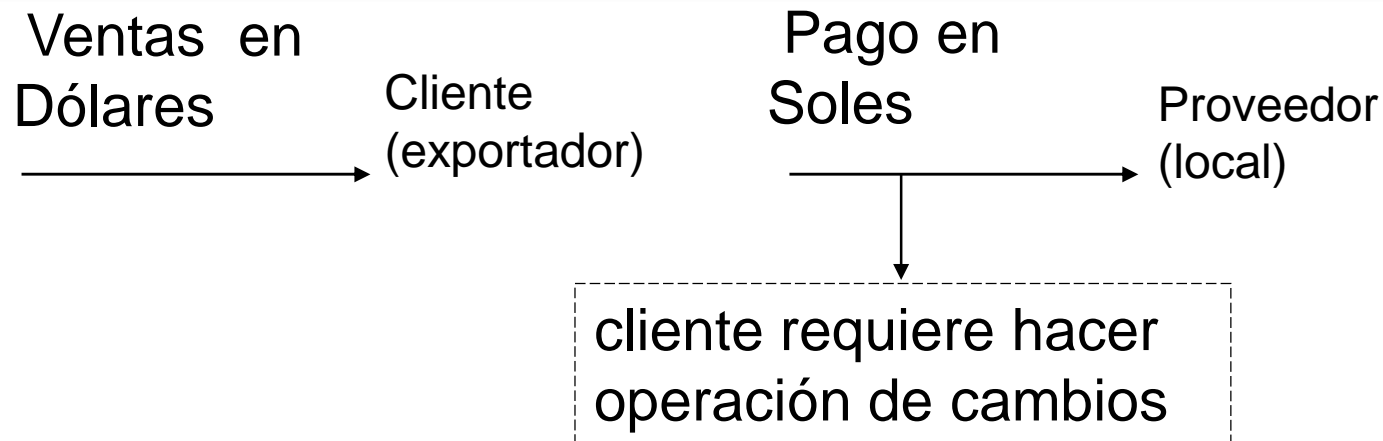 Ventas en
Dólares
Cliente
(exportador)
Pago en
Soles
Proveedor
(local)
cliente requiere hacer
operación de cambios